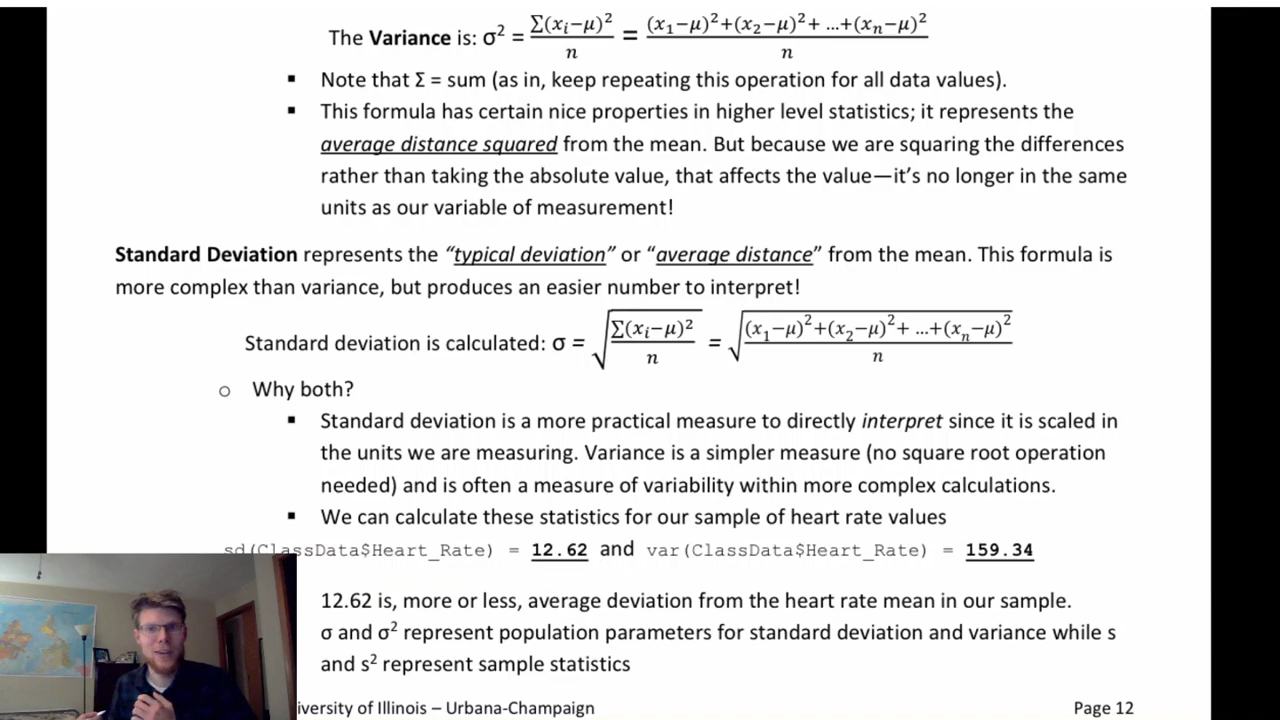 The Variance is: σ² = Σ(xᵢ−μ)²/n = (x₁−μ)²+(x₂−μ)²+ …+(xₙ−μ)²/n
▪ Note that Σ = sum (as in, keep repeating this operation for all data values).
▪ This formula has certain nice properties in higher level statistics; it represents the
average distance squared from the mean. But because we are squaring the differences
rather than taking the absolute value, that affects the value—it's no longer in the same
units as our variable of measurement!
Standard Deviation represents the "typical deviation" or "average distance" from the mean. This formula is
more complex than variance, but produces an easier number to interpret!
Standard deviation is calculated: σ = √(Σ(xᵢ−μ)²/n) = √((x₁−μ)²+(x₂−μ)²+ …+(xₙ−μ)²/n)
o Why both?
▪ Standard deviation is a more practical measure to directly interpret since it is scaled in
the units we are measuring. Variance is a simpler measure (no square root operation
needed) and is often a measure of variability within more complex calculations.
▪ We can calculate these statistics for our sample of heart rate values
sd(ClassData$Heart_Rate) = 12.62 and var(ClassData$Heart_Rate) = 159.34
12.62 is, more or less, average deviation from the heart rate mean in our sample.
σ and σ² represent population parameters for standard deviation and variance while s
and s² represent sample statistics
iversity of Illinois – Urbana-Champaign Page 12